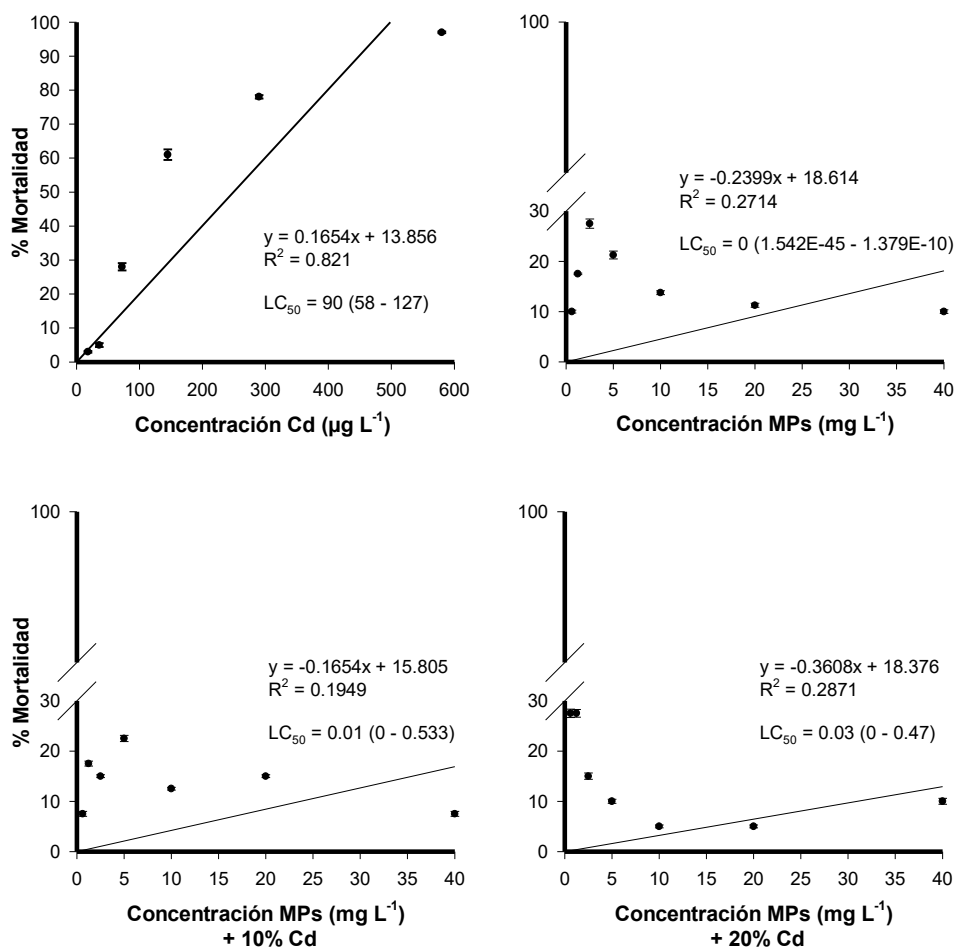 % Mortalidad
100
90
80
70
60
50
40
30
20
10
0
y = 0.1654x + 13.856
R² = 0.821
LC₅₀ = 90 (58 - 127)
0 100 200 300 400 500 600
Concentración Cd (µg L⁻¹)
100
30
20
10
0
y = -0.2399x + 18.614
R² = 0.2714
LC₅₀ = 0 (1.542E-45 - 1.379E-10)
0 5 10 15 20 25 30 35 40
Concentración MPs (mg L⁻¹)
% Mortalidad
100
30
20
10
0
y = -0.1654x + 15.805
R² = 0.1949
LC₅₀ = 0.01 (0 - 0.533)
0 5 10 15 20 25 30 35 40
Concentración MPs (mg L⁻¹)
+ 10% Cd
100
30
20
10
0
y = -0.3608x + 18.376
R² = 0.2871
LC₅₀ = 0.03 (0 - 0.47)
0 5 10 15 20 25 30 35 40
Concentración MPs (mg L⁻¹)
+ 20% Cd